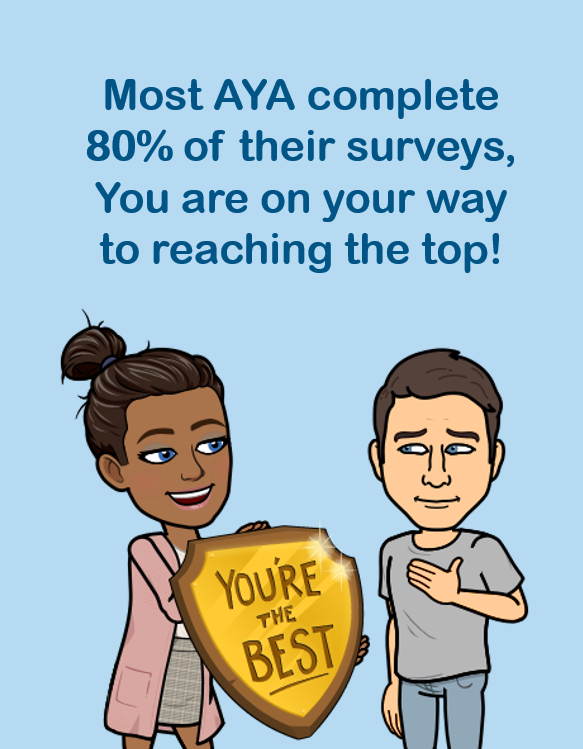 Most AYA complete
80% of their surveys,
You are on your way
to reaching the top!
YOU'RE
THE
BEST